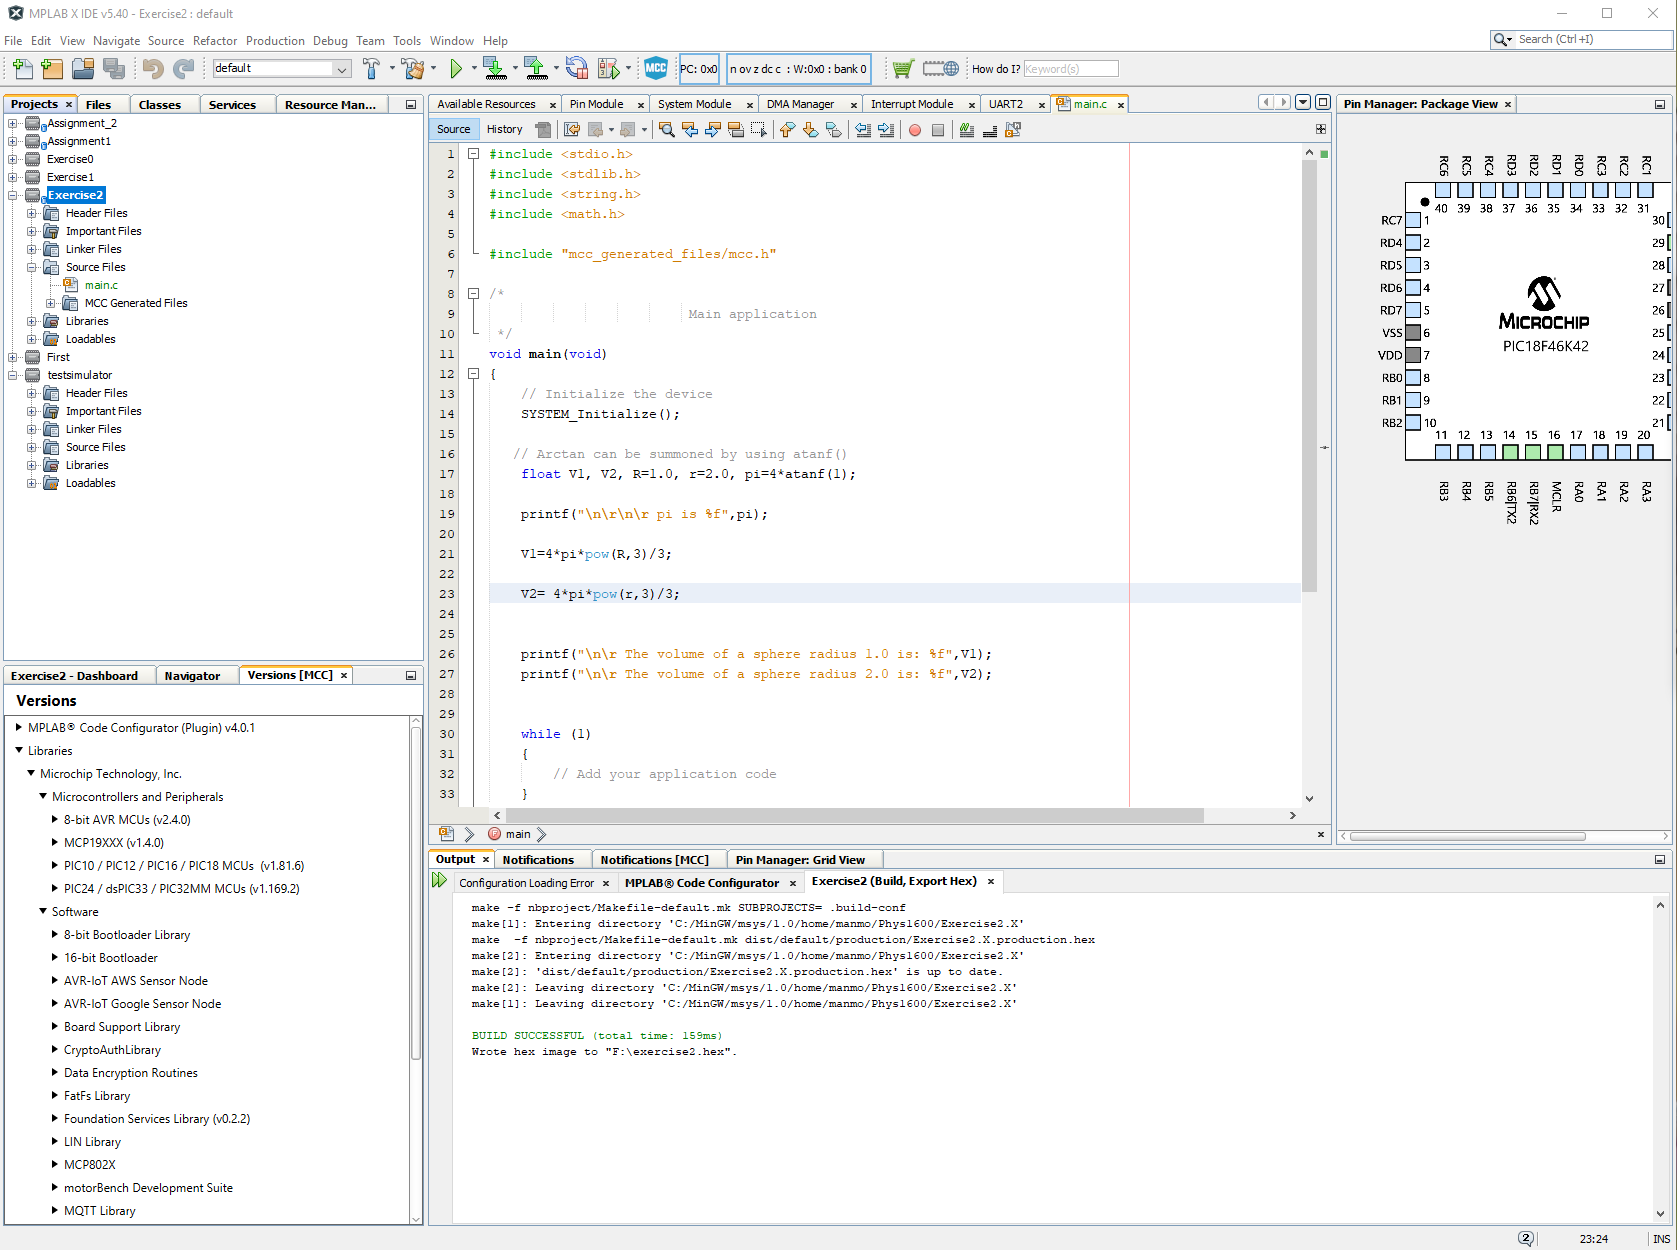 MPLAB X IDE v5.40 - Exercise2 : default
File Edit View Navigate Source Refactor Production Debug Team Tools Window Help
Search (Ctrl+I)
default
MCC
PC: 0x0
n ov z dc c : W:0x0 : bank 0
How do I? Keyword(s)
Projects Files Classes Services Resource Man...
Assignment_2
Assignment1
Exercise0
Exercise1
Exercise2
Header Files
Important Files
Linker Files
Source Files
main.c
MCC Generated Files
Libraries
Loadables
First
testsimulator
Header Files
Important Files
Linker Files
Source Files
Libraries
Loadables
Exercise2 - Dashboard Navigator Versions [MCC]
Versions
MPLAB® Code Configurator (Plugin) v4.0.1
Libraries
Microchip Technology, Inc.
Microcontrollers and Peripherals
8-bit AVR MCUs (v2.4.0)
MCP19XXX (v1.4.0)
PIC10 / PIC12 / PIC16 / PIC18 MCUs (v1.81.6)
PIC24 / dsPIC33 / PIC32MM MCUs (v1.169.2)
Software
8-bit Bootloader Library
16-bit Bootloader
AVR-IoT AWS Sensor Node
AVR-IoT Google Sensor Node
Board Support Library
CryptoAuthLibrary
Data Encryption Routines
FatFs Library
Foundation Services Library (v0.2.2)
LIN Library
MCP802X
motorBench Development Suite
MQTT Library
Available Resources Pin Module System Module DMA Manager Interrupt Module UART2 main.c
Source History
1 #include <stdio.h>
2 #include <stdlib.h>
3 #include <string.h>
4 #include <math.h>
5
6 #include "mcc_generated_files/mcc.h"
7
8 /*
9 Main application
10 */
11 void main(void)
12 {
13 // Initialize the device
14 SYSTEM_Initialize();
15
16 // Arctan can be summoned by using atanf()
17 float V1, V2, R=1.0, r=2.0, pi=4*atanf(1);
18
19 printf("\n\r\n\r pi is %f",pi);
20
21 V1=4*pi*pow(R,3)/3;
22
23 V2= 4*pi*pow(r,3)/3;
24
25
26 printf("\n\r The volume of a sphere radius 1.0 is: %f",V1);
27 printf("\n\r The volume of a sphere radius 2.0 is: %f",V2);
28
29
30 while (1)
31 {
32 // Add your application code
33 }
main
Pin Manager: Package View
RC6 RC5 RC4 RD3 RD2 RD1 RD0 RC3 RC2 RC1
40 39 38 37 36 35 34 33 32 31
RC7 1 30
RD4 2 29
RD5 3 28
RD6 4 27
RD7 5 26
VSS 6 25
VDD 7 24
RB0 8 23
RB1 9 22
RB2 10 21
MICROCHIP
PIC18F46K42
11 12 13 14 15 16 17 18 19 20
RB3 RB4 RB5 RB6|TX2 RB7|RX2 MCLR RA0 RA1 RA2 RA3
Output Notifications Notifications [MCC] Pin Manager: Grid View
Configuration Loading Error MPLAB® Code Configurator Exercise2 (Build, Export Hex)
make -f nbproject/Makefile-default.mk SUBPROJECTS= .build-conf
make[1]: Entering directory 'C:/MinGW/msys/1.0/home/manmo/Phys1600/Exercise2.X'
make  -f nbproject/Makefile-default.mk dist/default/production/Exercise2.X.production.hex
make[2]: Entering directory 'C:/MinGW/msys/1.0/home/manmo/Phys1600/Exercise2.X'
make[2]: 'dist/default/production/Exercise2.X.production.hex' is up to date.
make[2]: Leaving directory 'C:/MinGW/msys/1.0/home/manmo/Phys1600/Exercise2.X'
make[1]: Leaving directory 'C:/MinGW/msys/1.0/home/manmo/Phys1600/Exercise2.X'
BUILD SUCCESSFUL (total time: 159ms)
Wrote hex image to "F:\exercise2.hex".
2 23:24 INS